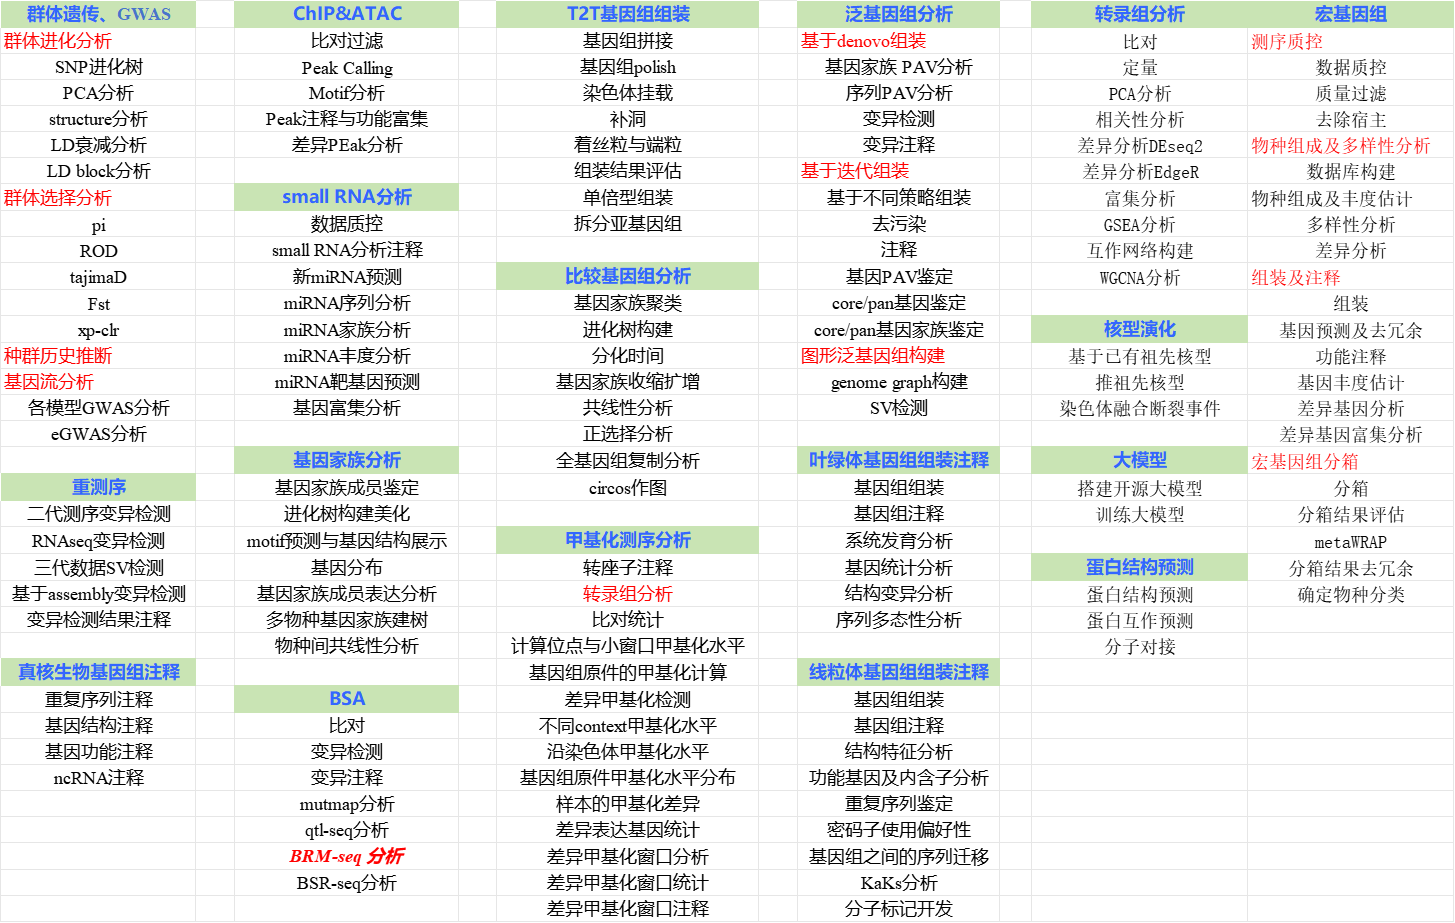 群体遗传、GWAS
群体进化分析
SNP进化树
PCA分析
structure分析
LD衰减分析
LD block分析
群体选择分析
pi
ROD
tajimaD
Fst
xp-clr
种群历史推断
基因流分析
各模型GWAS分析
eGWAS分析
重测序
二代测序变异检测
RNAseq变异检测
三代数据SV检测
基于assembly变异检测
变异检测结果注释
真核生物基因组注释
重复序列注释
基因结构注释
基因功能注释
ncRNA注释
ChIP&ATAC
比对过滤
Peak Calling
Motif分析
Peak注释与功能富集
差异PEak分析
small RNA分析
数据质控
small RNA分析注释
新miRNA预测
miRNA序列分析
miRNA家族分析
miRNA丰度分析
miRNA靶基因预测
基因富集分析
基因家族分析
基因家族成员鉴定
进化树构建美化
motif预测与基因结构展示
基因分布
基因家族成员表达分析
多物种基因家族建树
物种间共线性分析
BSA
比对
变异检测
变异注释
mutmap分析
qtl-seq分析
BRM-seq 分析
BSR-seq分析
T2T基因组组装
基因组拼接
基因组polish
染色体挂载
补洞
着丝粒与端粒
组装结果评估
单倍型组装
拆分亚基因组
比较基因组分析
基因家族聚类
进化树构建
分化时间
基因家族收缩扩增
共线性分析
正选择分析
全基因组复制分析
circos作图
甲基化测序分析
转座子注释
转录组分析
比对统计
计算位点与小窗口甲基化水平
基因组原件的甲基化计算
差异甲基化检测
不同context甲基化水平
沿染色体甲基化水平
基因组原件甲基化水平分布
样本的甲基化差异
差异表达基因统计
差异甲基化窗口分析
差异甲基化窗口统计
差异甲基化窗口注释
泛基因组分析
基于denovo组装
基因家族 PAV分析
序列PAV分析
变异检测
变异注释
基于迭代组装
基于不同策略组装
去污染
注释
基因PAV鉴定
core/pan基因鉴定
core/pan基因家族鉴定
图形泛基因组构建
genome graph构建
SV检测
叶绿体基因组组装注释
基因组组装
基因组注释
系统发育分析
基因统计分析
结构变异分析
序列多态性分析
线粒体基因组组装注释
基因组组装
基因组注释
结构特征分析
功能基因及内含子分析
重复序列鉴定
密码子使用偏好性
基因组之间的序列迁移
KaKs分析
分子标记开发
转录组分析
比对
定量
PCA分析
相关性分析
差异分析DEseq2
差异分析EdgeR
富集分析
GSEA分析
互作网络构建
WGCNA分析
核型演化
基于已有祖先核型
推祖先核型
染色体融合断裂事件
大模型
搭建开源大模型
训练大模型
蛋白结构预测
蛋白结构预测
蛋白互作预测
分子对接
宏基因组
测序质控
数据质控
质量过滤
去除宿主
物种组成及多样性分析
数据库构建
物种组成及丰度估计
多样性分析
差异分析
组装及注释
组装
基因预测及去冗余
功能注释
基因丰度估计
差异基因分析
差异基因富集分析
宏基因组分箱
分箱
分箱结果评估
metaWRAP
分箱结果去冗余
确定物种分类